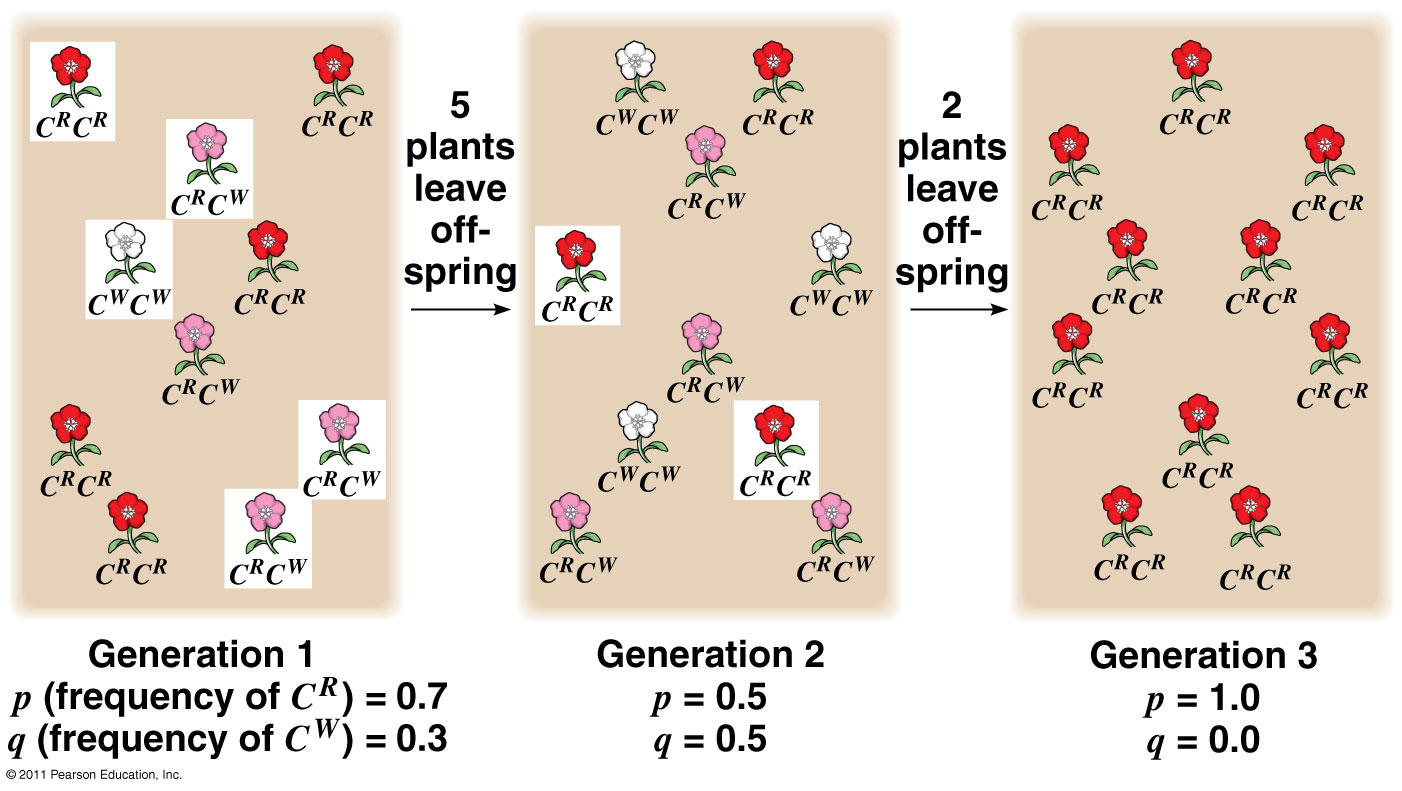 C^R C^R
C^R C^R
C^R C^W
C^W C^W
C^R C^R
C^R C^W
C^R C^R
C^R C^W
C^R C^R
C^R C^W
5
plants
leave
off-
spring
C^W C^W
C^R C^R
C^R C^W
C^R C^R
C^W C^W
C^R C^W
C^W C^W
C^R C^R
C^R C^W
C^R C^W
2
plants
leave
off-
spring
C^R C^R
C^R C^R
C^R C^R
C^R C^R
C^R C^R
C^R C^R
C^R C^R
C^R C^R
C^R C^R
C^R C^R
Generation 1
p (frequency of C^R) = 0.7
q (frequency of C^W) = 0.3
Generation 2
p = 0.5
q = 0.5
Generation 3
p = 1.0
q = 0.0
© 2011 Pearson Education, Inc.